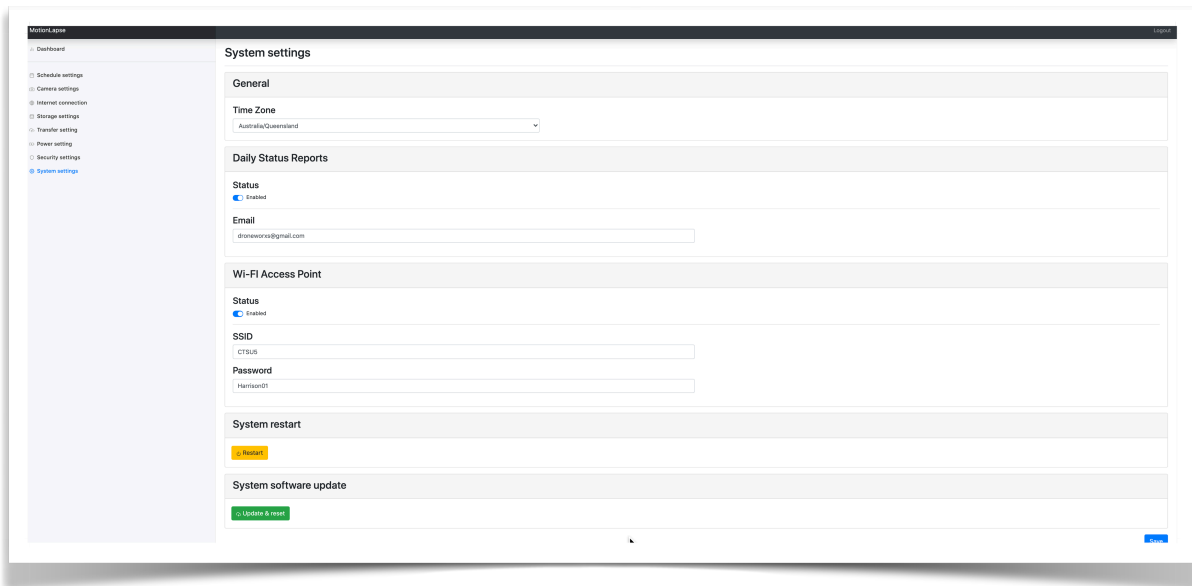 MotionLapse
Logout
Dashboard
Schedule settings
Camera settings
Internet connection
Storage settings
Transfer setting
Power setting
Security settings
System settings
System settings
General
Time Zone
Australia/Queensland
Daily Status Reports
Status
Enabled
Email
droneworxs@gmail.com
Wi-FI Access Point
Status
Enabled
SSID
CTSU5
Password
Harrison01
System restart
Restart
System software update
Update & reset
Save